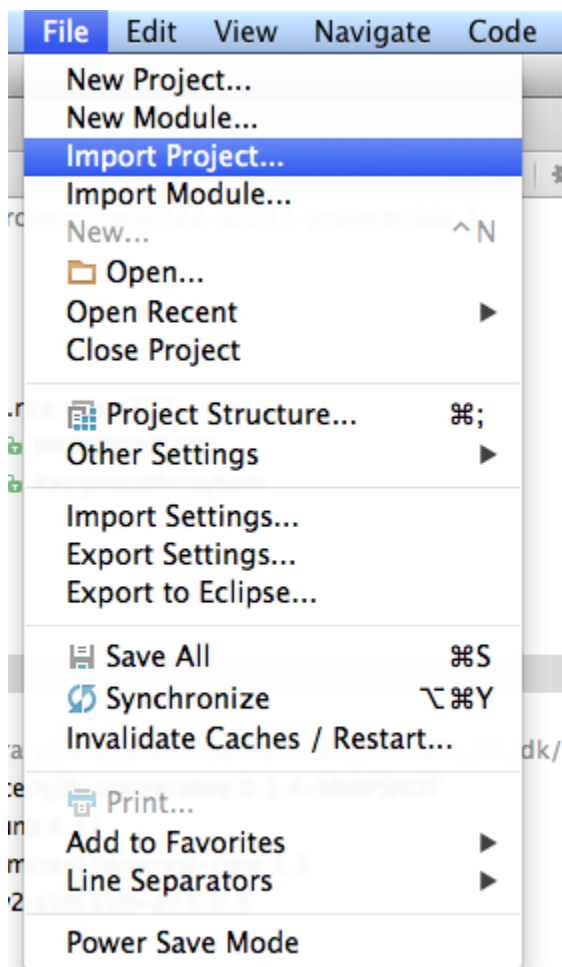 File Edit View Navigate Code
New Project...
New Module...
Import Project...
Import Module...
New... ^N
Open...
Open Recent ▶
Close Project
Project Structure... ⌘;
Other Settings ▶
Import Settings...
Export Settings...
Export to Eclipse...
Save All ⌘S
Synchronize ⌥⌘Y
Invalidate Caches / Restart...
dk/
Print...
Add to Favorites ▶
Line Separators ▶
Power Save Mode